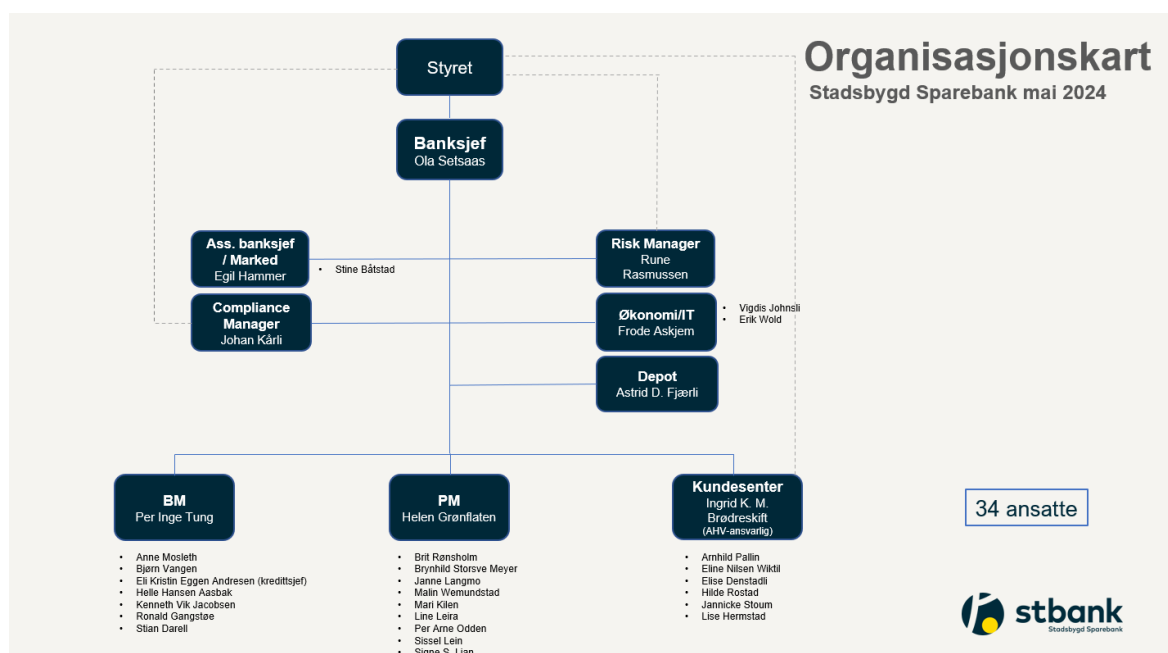 Organisasjonskart
Stadsbygd Sparebank mai 2024
Styret
Banksjef
Ola Setsaas
Ass. banksjef
/ Marked
Egil Hammer
• Stine Båtstad
Risk Manager
Rune
Rasmussen
Compliance
Manager
Johan Kårli
Økonomi/IT
Frode Askjem
• Vigdis Johnsli
• Erik Wold
Depot
Astrid D. Fjærli
BM
Per Inge Tung
• Anne Mosleth
• Bjørn Vangen
• Eli Kristin Eggen Andresen (kredittsjef)
• Helle Hansen Aasbak
• Kenneth Vik Jacobsen
• Ronald Gangstøe
• Stian Darell
PM
Helen Grønflaten
• Brit Rønsholm
• Brynhild Storsve Meyer
• Janne Langmo
• Malin Wemundstad
• Mari Kilen
• Line Leira
• Per Arne Odden
• Sissel Lein
• Signe S. Lian
Kundesenter
Ingrid K. M.
Brødreskift
(AHV-ansvarlig)
• Arnhild Pallin
• Eline Nilsen Wiktil
• Elise Denstadli
• Hilde Rostad
• Jannicke Stoum
• Lise Hermstad
34 ansatte
stbank
Stadsbygd Sparebank